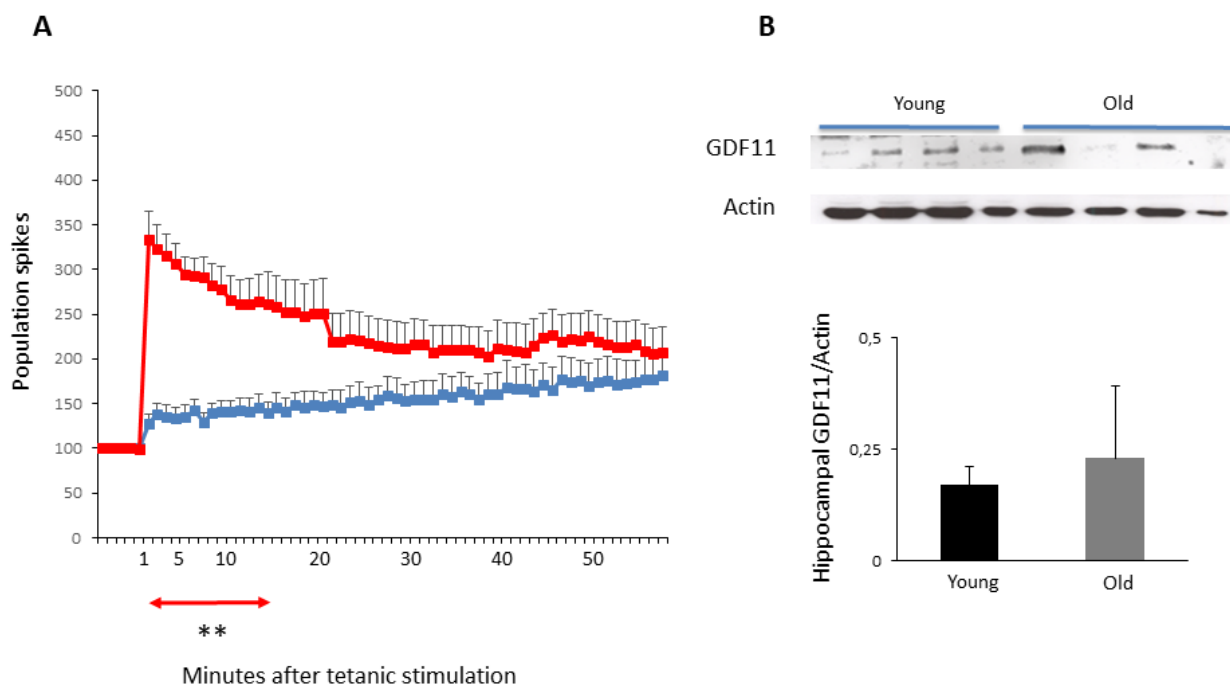 A
500
450
400
350
300
250
200
150
100
50
0
Population spikes
1 5 10 20 30 40 50
**
Minutes after tetanic stimulation
B
Young Old
GDF11
Actin
Hippocampal GDF11/Actin
0,5
0,25
0
Young Old